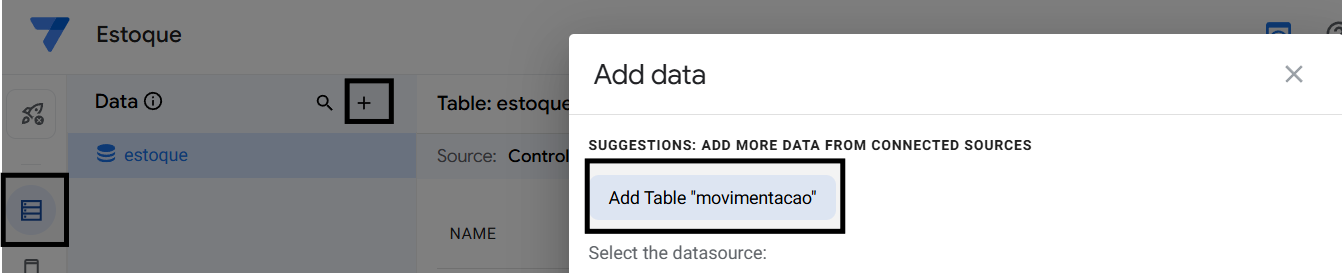 Estoque
Data
estoque
Table: estoque
Source: Control
NAME
Add data
SUGGESTIONS: ADD MORE DATA FROM CONNECTED SOURCES
Add Table "movimentacao"
Select the datasource: